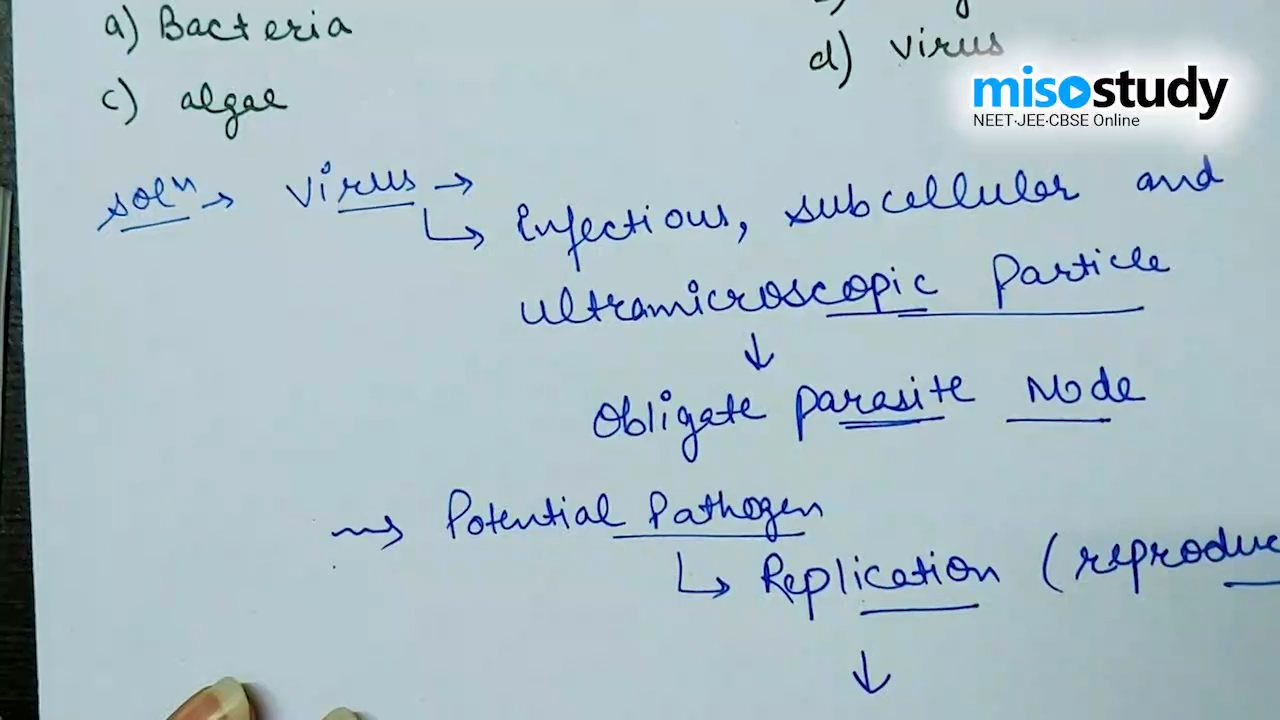 a) Bacteria
d) virus
c) algae
misostudy
NEET·JEE·CBSE Online
solⁿ → virus →
↳ Infectious, subcellular and
ultramicroscopic Particle
↓
Obligate parasite Mode
⟿ Potential Pathogen
↳ Replication (reproduc
↓